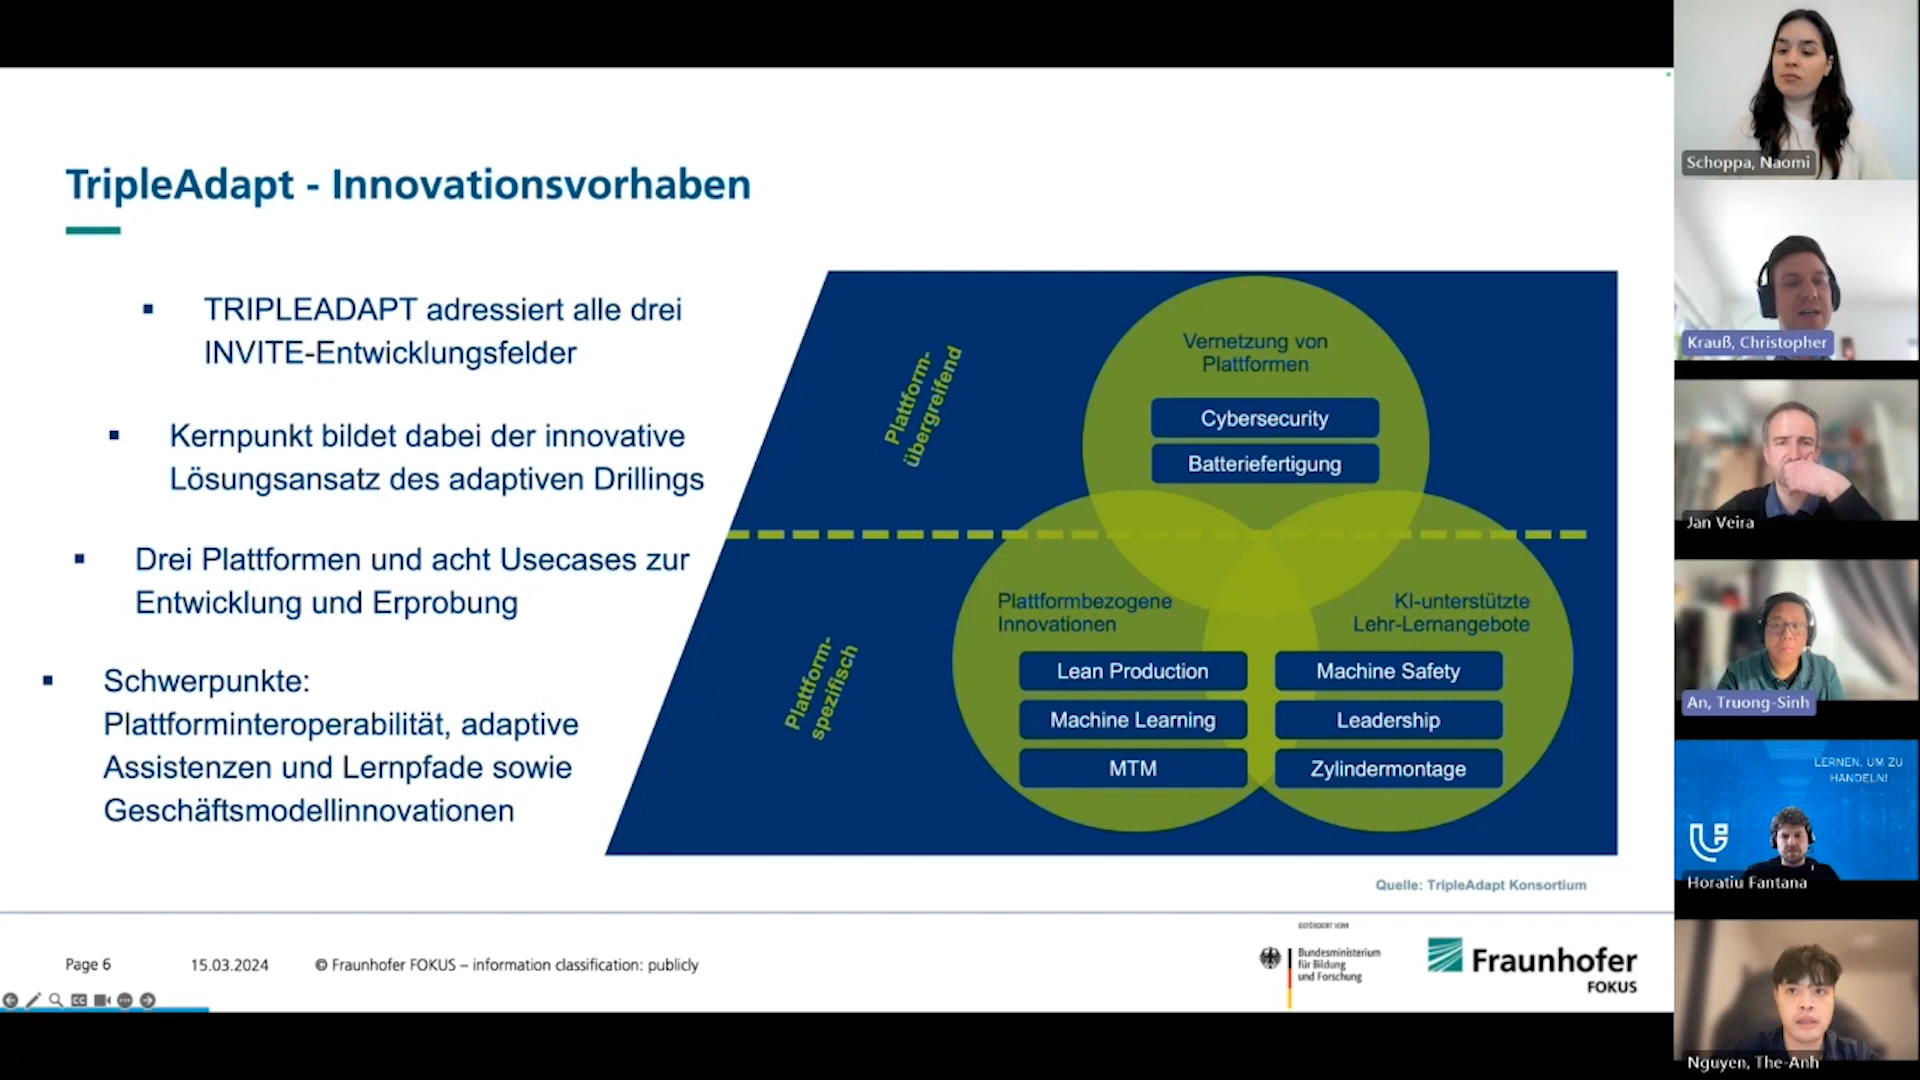 TripleAdapt - Innovationsvorhaben
TRIPLEADAPT adressiert alle drei
INVITE-Entwicklungsfelder
Kernpunkt bildet dabei der innovative
Lösungsansatz des adaptiven Drillings
Drei Plattformen und acht Usecases zur
Entwicklung und Erprobung
Schwerpunkte:
Plattforminteroperabilität, adaptive
Assistenzen und Lernpfade sowie
Geschäftsmodellinnovationen
Plattform-
übergreifend
Plattform-
spezifisch
Vernetzung von
Plattformen
Cybersecurity
Batteriefertigung
Plattformbezogene
Innovationen
Lean Production
Machine Learning
MTM
KI-unterstützte
Lehr-Lernangebote
Machine Safety
Leadership
Zylindermontage
Quelle: TripleAdapt Konsortium
Page 6
15.03.2024
© Fraunhofer FOKUS – information classification: publicly
GEFÖRDERT VOM
Bundesministerium
für Bildung
und Forschung
Fraunhofer
FOKUS
Schoppa, Naomi
Krauß, Christopher
Jan Veira
An, Truong-Sinh
LERNEN, UM ZU
HANDELN!
Horatiu Fantana
Nguyen, The-Anh